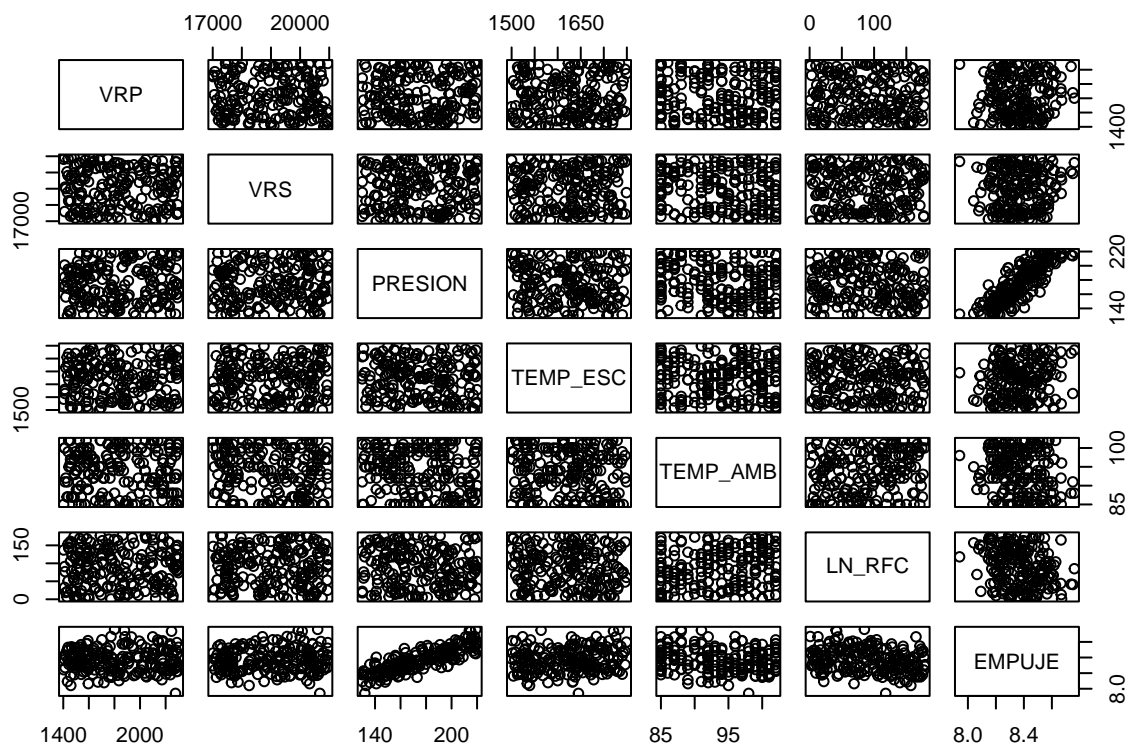 17000 20000
1500 1650
0 100
VRP
1400
17000
VRS
PRESION
140 220
1500
TEMP_ESC
TEMP_AMB
85 100
0 150
LN_RFC
EMPUJE
8.0
1400 2000
140 200
85 95
8.0 8.4